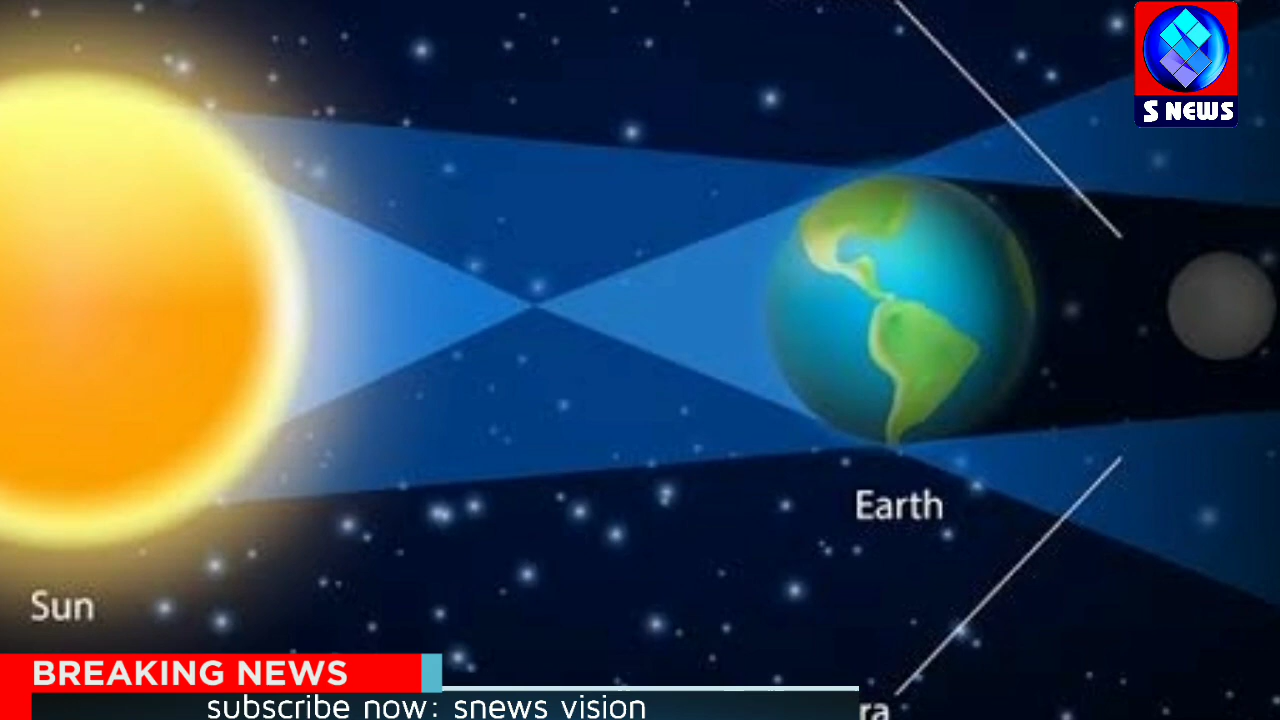 S NEWS
Earth
Sun
BREAKING NEWS
subscribe now: snews vision
ra